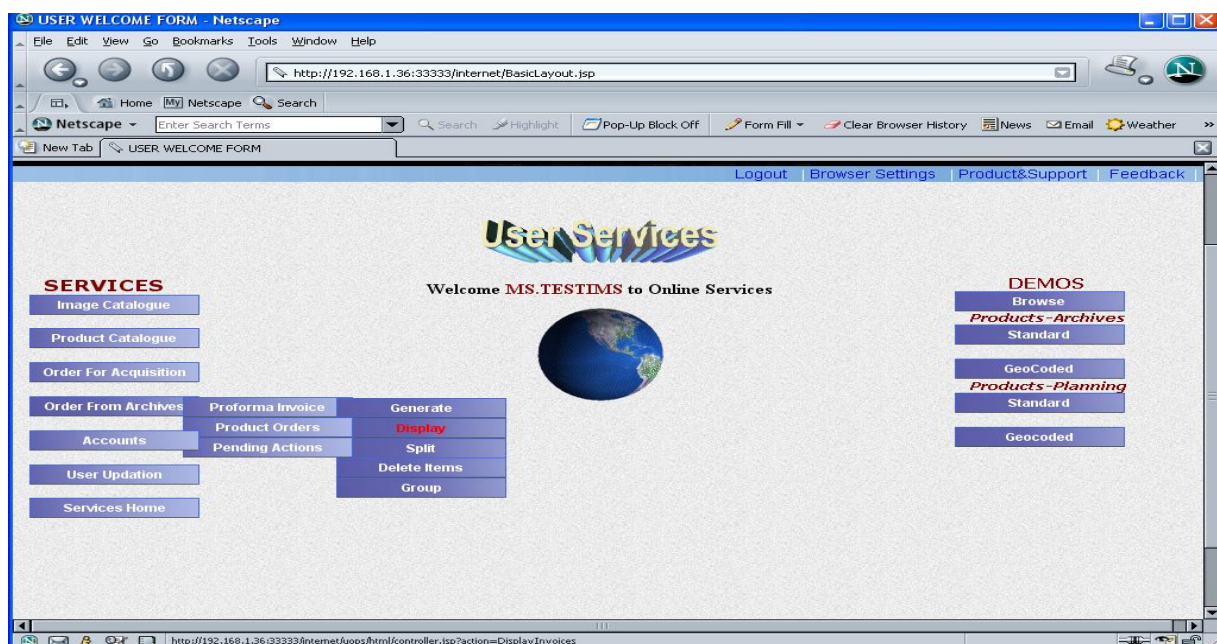 USER WELCOME FORM - Netscape
File Edit View Go Bookmarks Tools Window Help
http://192.168.1.36:33333/internet/BasicLayout.jsp
N
Home My Netscape Search
N Netscape Enter Search Terms Search Highlight Pop-Up Block Off Form Fill Clear Browser History News Email Weather »
New Tab USER WELCOME FORM
Logout | Browser Settings | Product&Support | Feedback |
User Services
SERVICES
Welcome MS.TESTIMS to Online Services
DEMOS
Image Catalogue
Browse
Products-Archives
Product Catalogue
Standard
Order For Acquisition
GeoCoded
Products-Planning
Order From Archives Proforma Invoice Generate
Standard
Product Orders Display
Accounts Pending Actions Split
Geocoded
Delete Items
User Updation
Group
Services Home
http://192.168.1.36:33333/internet/uops/html/controller.jsp?action=DisplayInvoices